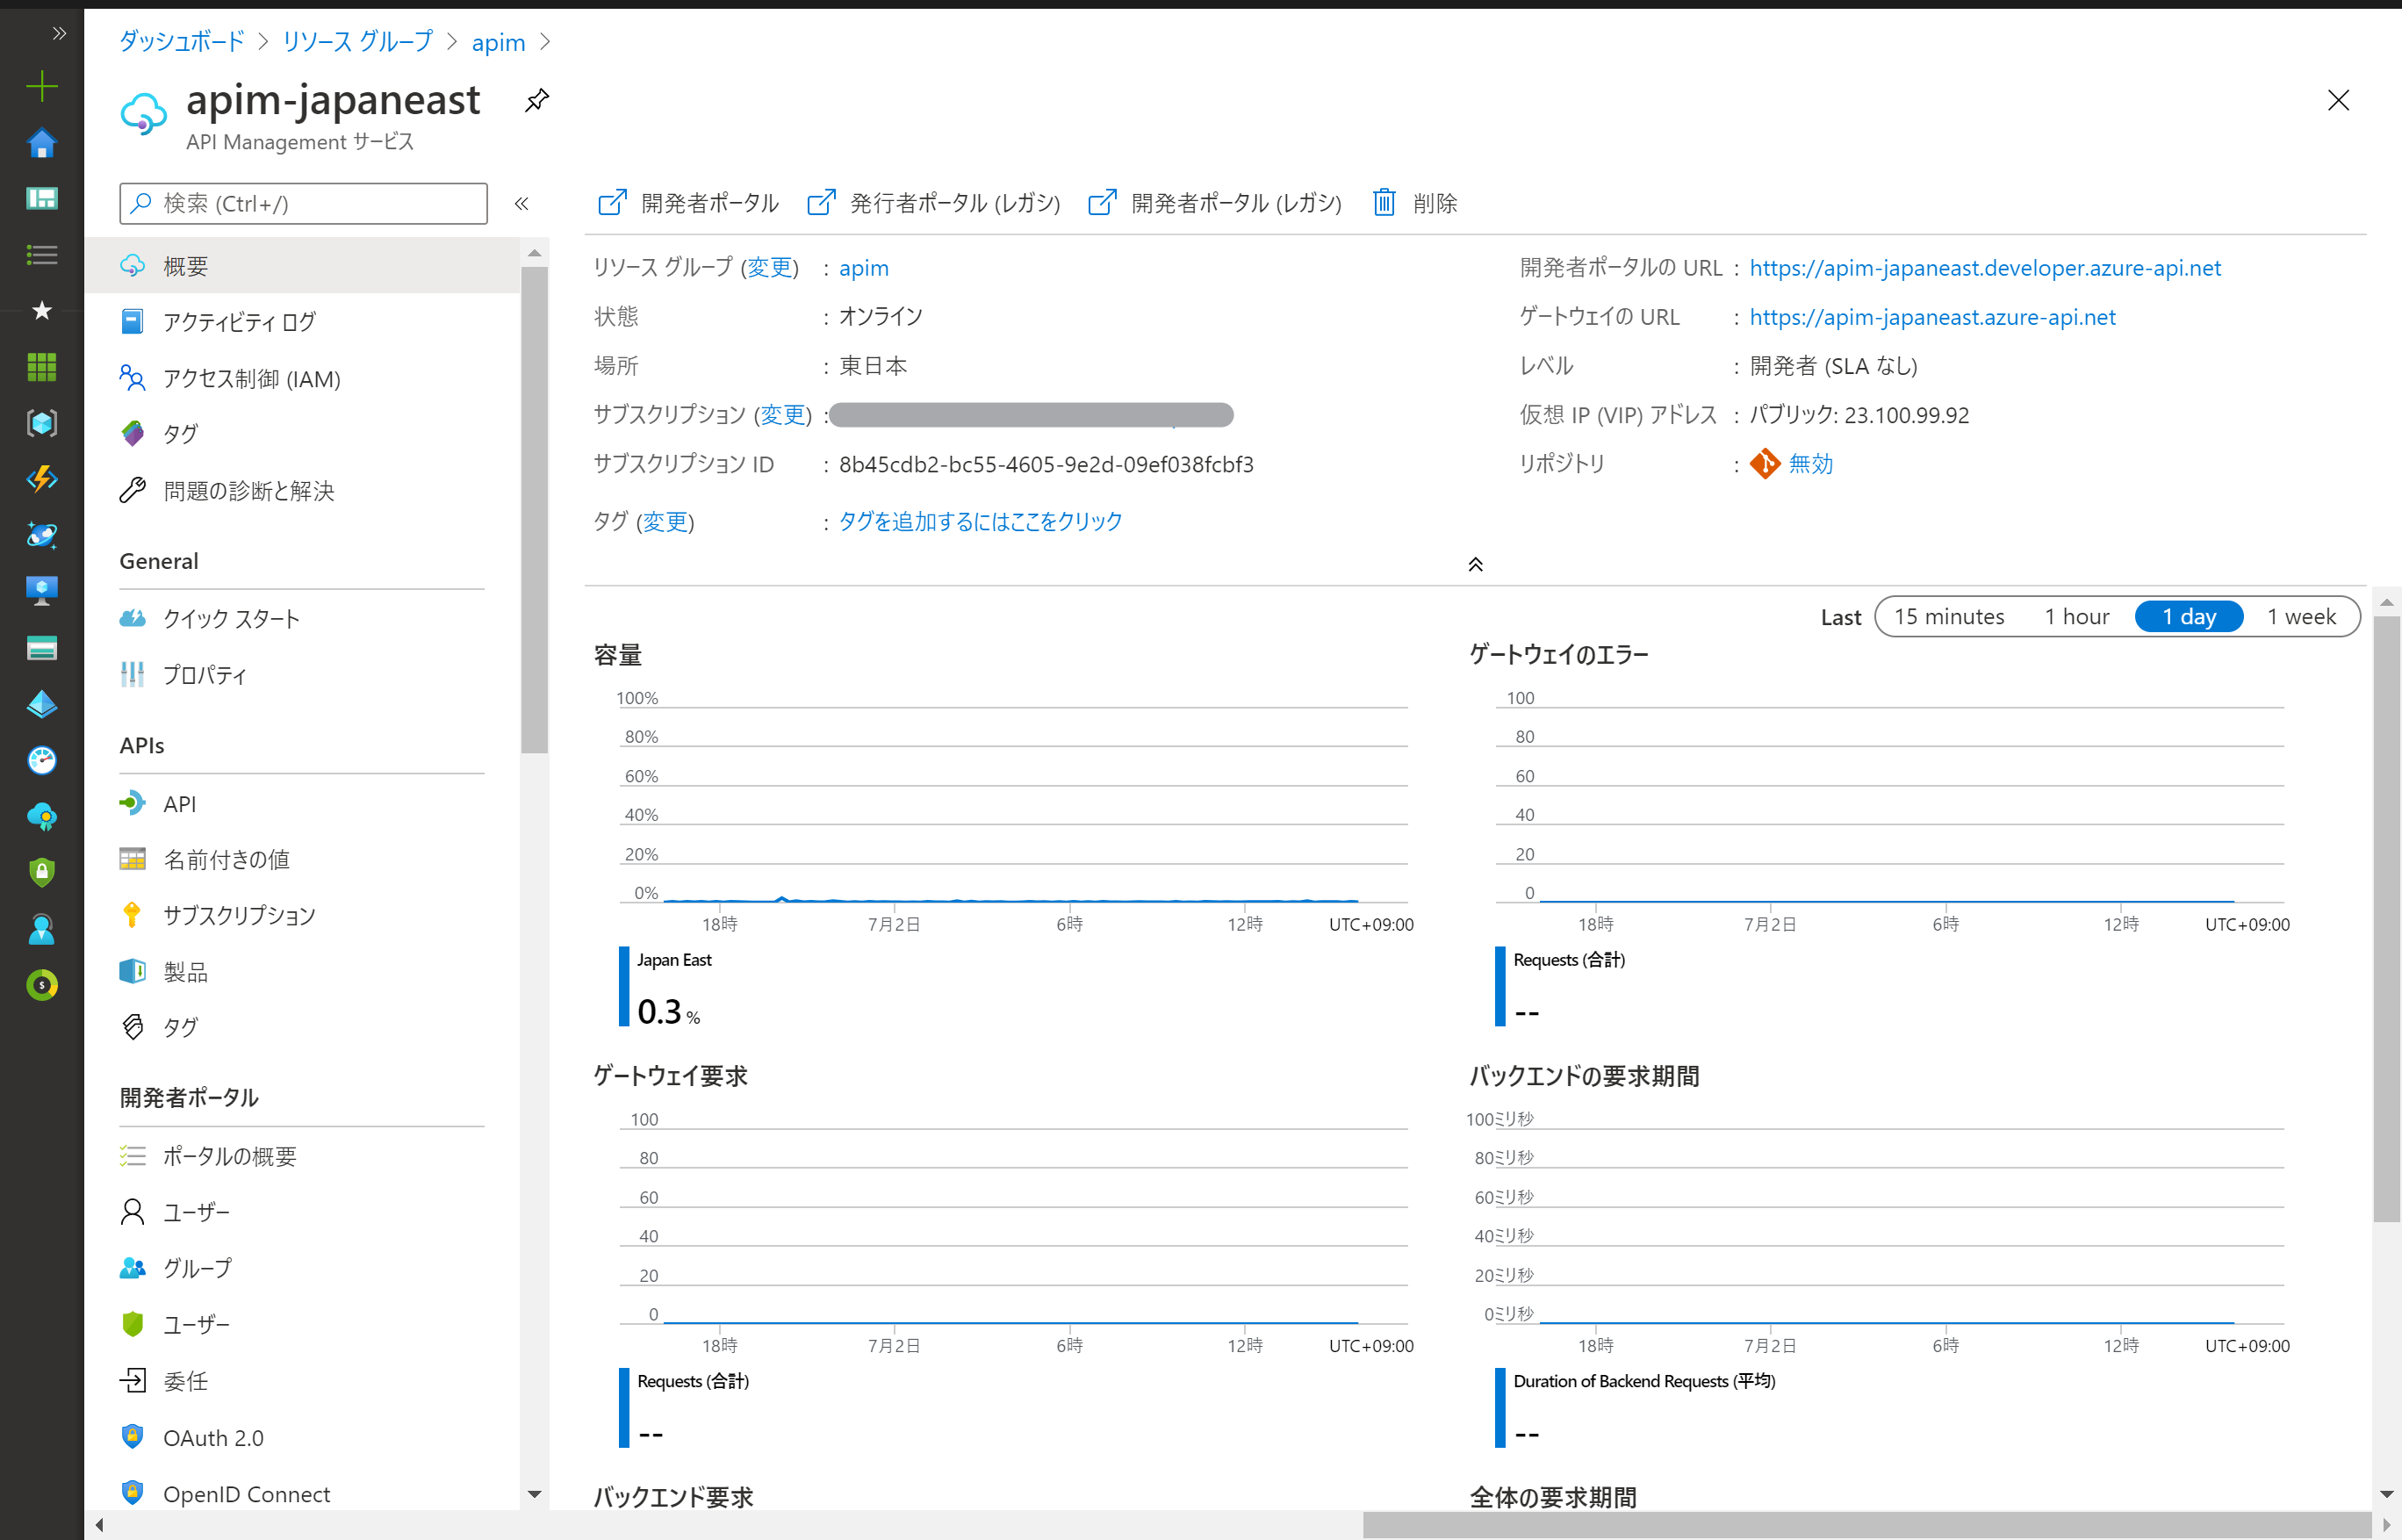 ダッシュボード > リソース グループ > apim >
apim-japaneast
API Management サービス
検索 (Ctrl+/)
概要
アクティビティ ログ
アクセス制御 (IAM)
タグ
問題の診断と解決
General
クイック スタート
プロパティ
APIs
API
名前付きの値
サブスクリプション
製品
タグ
開発者ポータル
ポータルの概要
ユーザー
グループ
ユーザー
委任
OAuth 2.0
OpenID Connect
開発者ポータル 発行者ポータル (レガシ) 開発者ポータル (レガシ) 削除
リソース グループ (変更) : apim
状態 : オンライン
場所 : 東日本
サブスクリプション (変更) :
サブスクリプション ID : 8b45cdb2-bc55-4605-9e2d-09ef038fcbf3
タグ (変更) : タグを追加するにはここをクリック
開発者ポータルの URL : https://apim-japaneast.developer.azure-api.net
ゲートウェイの URL : https://apim-japaneast.azure-api.net
レベル : 開発者 (SLA なし)
仮想 IP (VIP) アドレス : パブリック: 23.100.99.92
リポジトリ : 無効
Last 15 minutes 1 hour 1 day 1 week
容量
100%
80%
60%
40%
20%
0%
18時 7月2日 6時 12時 UTC+09:00
Japan East
0.3 %
ゲートウェイのエラー
100
80
60
40
20
0
18時 7月2日 6時 12時 UTC+09:00
Requests (合計)
--
ゲートウェイ要求
100
80
60
40
20
0
18時 7月2日 6時 12時 UTC+09:00
Requests (合計)
--
バックエンドの要求期間
100ミリ秒
80ミリ秒
60ミリ秒
40ミリ秒
20ミリ秒
0ミリ秒
18時 7月2日 6時 12時 UTC+09:00
Duration of Backend Requests (平均)
--
バックエンド要求
全体の要求期間